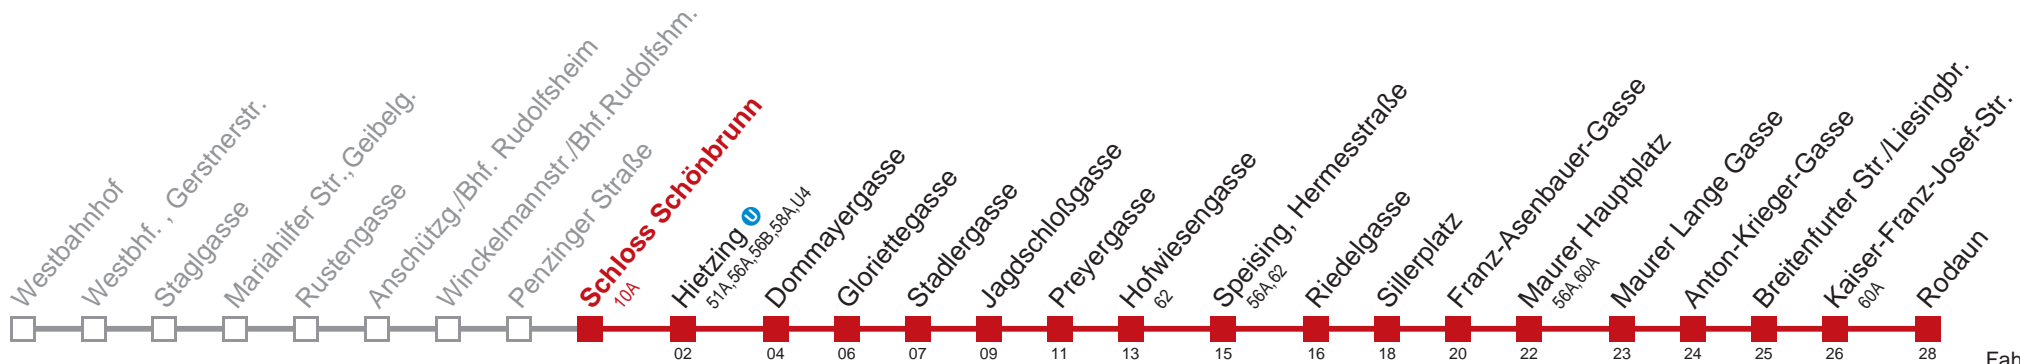 Westbahnhof
Westbhf. , Gerstnerstr.
Staglgasse
Mariahilfer Str.,Geibelg.
Rustengasse
Anschützg./Bhf. Rudolfsheim
Winckelmannstr./Bhf.Rudolfshm.
Penzinger Straße
Schloss Schönbrunn
10A
Hietzing U
51A,56A,56B,58A,U4
Dommayergasse
Gloriettegasse
Stadlergasse
Jagdschloßgasse
Preyergasse
Hofwiesengasse
62
Speising, Hermesstraße
56A,62
Riedelgasse
Sillerplatz
Franz-Asenbauer-Gasse
Maurer Hauptplatz
56A,60A
Maurer Lange Gasse
Anton-Krieger-Gasse
Breitenfurter Str./Liesingbr.
Kaiser-Franz-Josef-Str.
60A
Rodaun
02 04 06 07 09 11 13 15 16 18 20 22 23 24 25 26 28
Fah